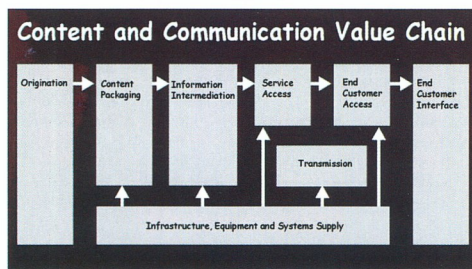 Content and Communication Value Chain
Origination
Content
Packaging
Information
Intermediation
Service
Access
End
Customer
Access
End
Customer
Interface
Transmission
Infrastructure, Equipment and Systems Supply